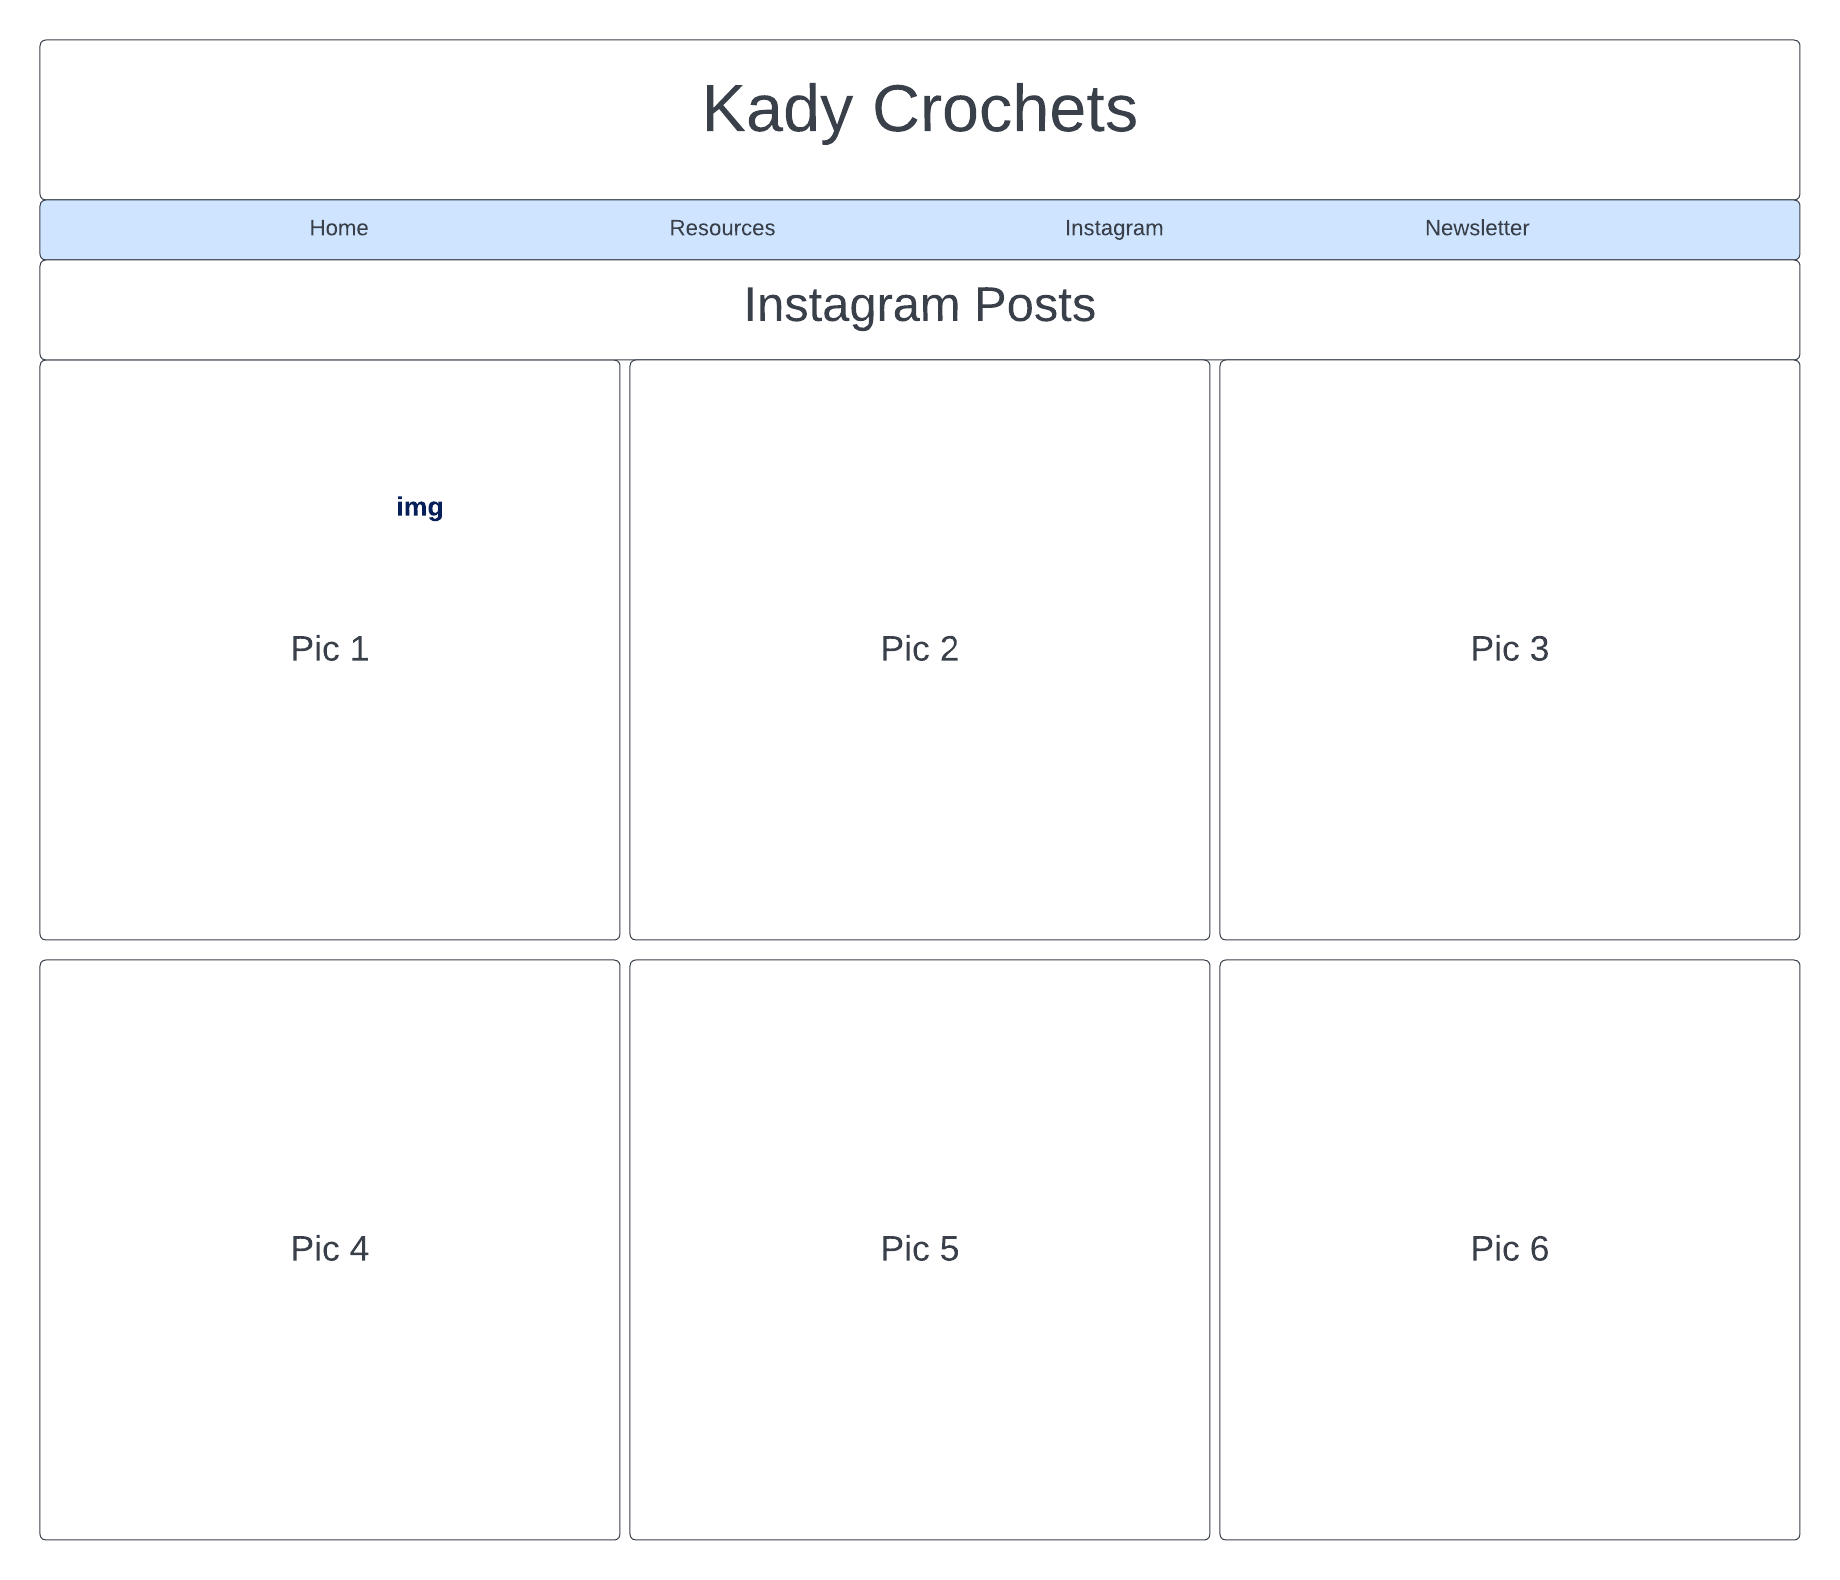 Kady Crochets
Home Resources Instagram Newsletter
Instagram Posts
img
Pic 1 Pic 2 Pic 3
Pic 4 Pic 5 Pic 6